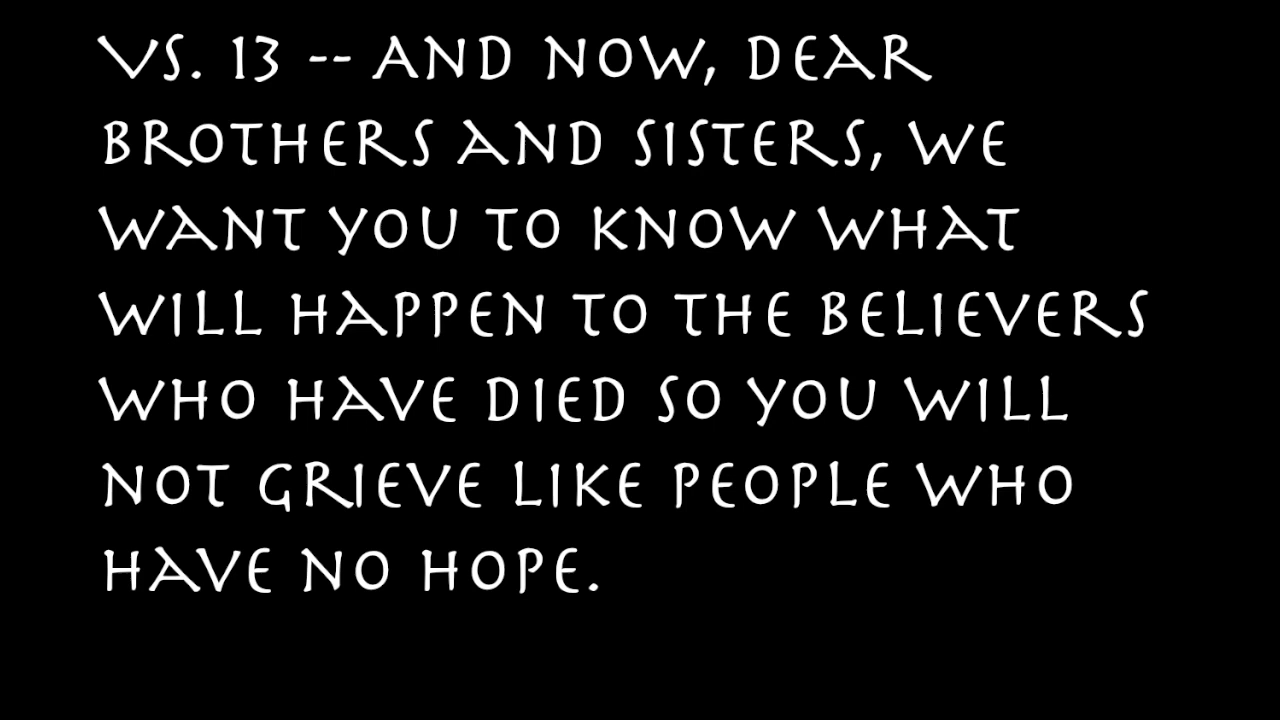 Vs. 13 -- And now, dear
brothers and sisters, we
want you to know what
will happen to the believers
who have died so you will
not grieve like people who
have no hope.